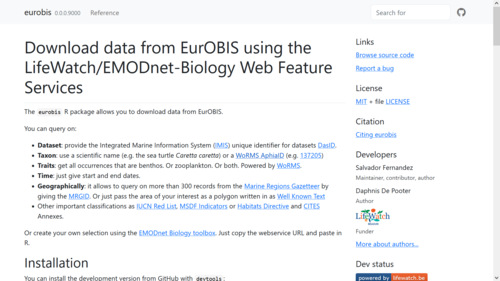 eurobis 0.0.0.9000 Reference
Search for
Download data from EurOBIS using the
LifeWatch/EMODnet-Biology Web Feature
Services
The eurobis R package allows you to download data from EurOBIS.
You can query on:
Dataset: provide the Integrated Marine Information System (IMIS) unique identifier for datasets DasID.
Taxon: use a scientific name (e.g. the sea turtle Caretta caretta) or a WoRMS AphiaID (e.g. 137205)
Traits: get all occurrences that are benthos. Or zooplankton. Or both. Powered by WoRMS.
Time: just give start and end dates.
Geographically: it allows to query on more than 300 records from the Marine Regions Gazetteer by
giving the MRGID. Or just pass the area of your interest as a polygon written in as Well Known Text
Other important classifications as IUCN Red List, MSDF Indicators or Habitats Directive and CITES
Annexes.
Or create your own selection using the EMODnet Biology toolbox. Just copy the webservice URL and paste in
R.
Installation
You can install the development version from GitHub with devtools:
Links
Browse source code
Report a bug
License
MIT + file LICENSE
Citation
Citing eurobis
Developers
Salvador Fernandez
Maintainer, contributor, author
Daphnis De Pooter
Author
LifeWatch
Funder
More about authors...
Dev status
powered by lifewatch.be